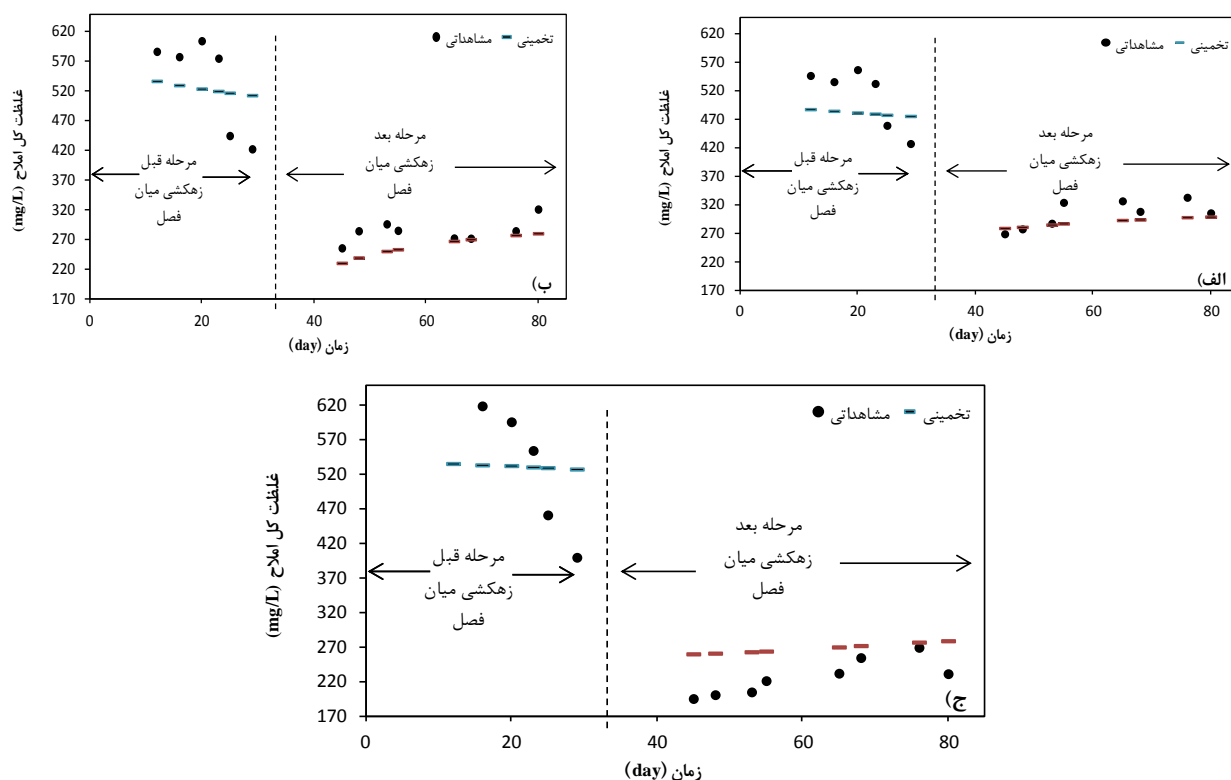 620
570
520
470
420
370
320
270
220
170
غلظت کل املاح (mg/L)
مشاهداتی
تخمینی
مرحله قبل
زهکشی میان
فصل
مرحله بعد
زهکشی میان
فصل
ب)
0
20
40
60
80
زمان (day)
620
570
520
470
420
370
320
270
220
170
غلظت کل املاح (mg/L)
مشاهداتی
تخمینی
مرحله قبل
زهکشی میان
فصل
مرحله بعد
زهکشی میان
فصل
الف)
0
20
40
60
80
زمان (day)
620
570
520
470
420
370
320
270
220
170
غلظت کل املاح (mg/L)
مشاهداتی
تخمینی
مرحله قبل
زهکشی میان
فصل
مرحله بعد
زهکشی میان
فصل
ج)
0
20
40
60
80
زمان (day)